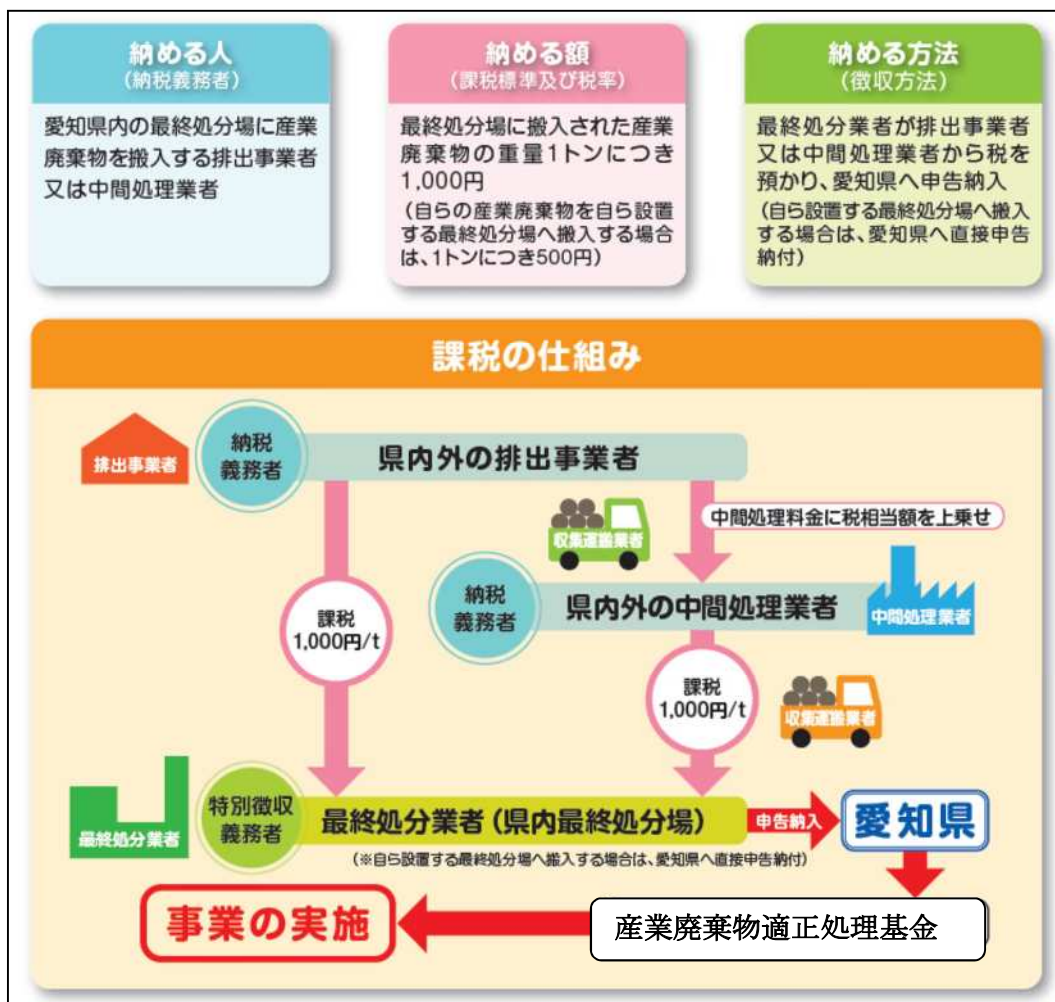 納める人
(納税義務者)
愛知県内の最終処分場に産業
廃棄物を搬入する排出事業者
又は中間処理業者
納める額
(課税標準及び税率)
最終処分場に搬入された産業
廃棄物の重量1トンにつき
1,000円
(自らの産業廃棄物を自ら設置
する最終処分場へ搬入する場合
は、1トンにつき500円)
納める方法
(徴収方法)
最終処分業者が排出事業者
又は中間処理業者から税を
預かり、愛知県へ申告納入
(自ら設置する最終処分場へ搬入
する場合は、愛知県へ直接申告
納付)
課税の仕組み
排出事業者
納税
義務者
県内外の排出事業者
収集運搬業者
中間処理料金に税相当額を上乗せ
課税
1,000円/t
納税
義務者
県内外の中間処理業者
中間処理業者
課税
1,000円/t
収集運搬業者
最終処分業者
特別徴収
義務者
最終処分業者(県内最終処分場)
申告納入
愛知県
(※自ら設置する最終処分場へ搬入する場合は、愛知県へ直接申告納付)
事業の実施
産業廃棄物適正処理基金